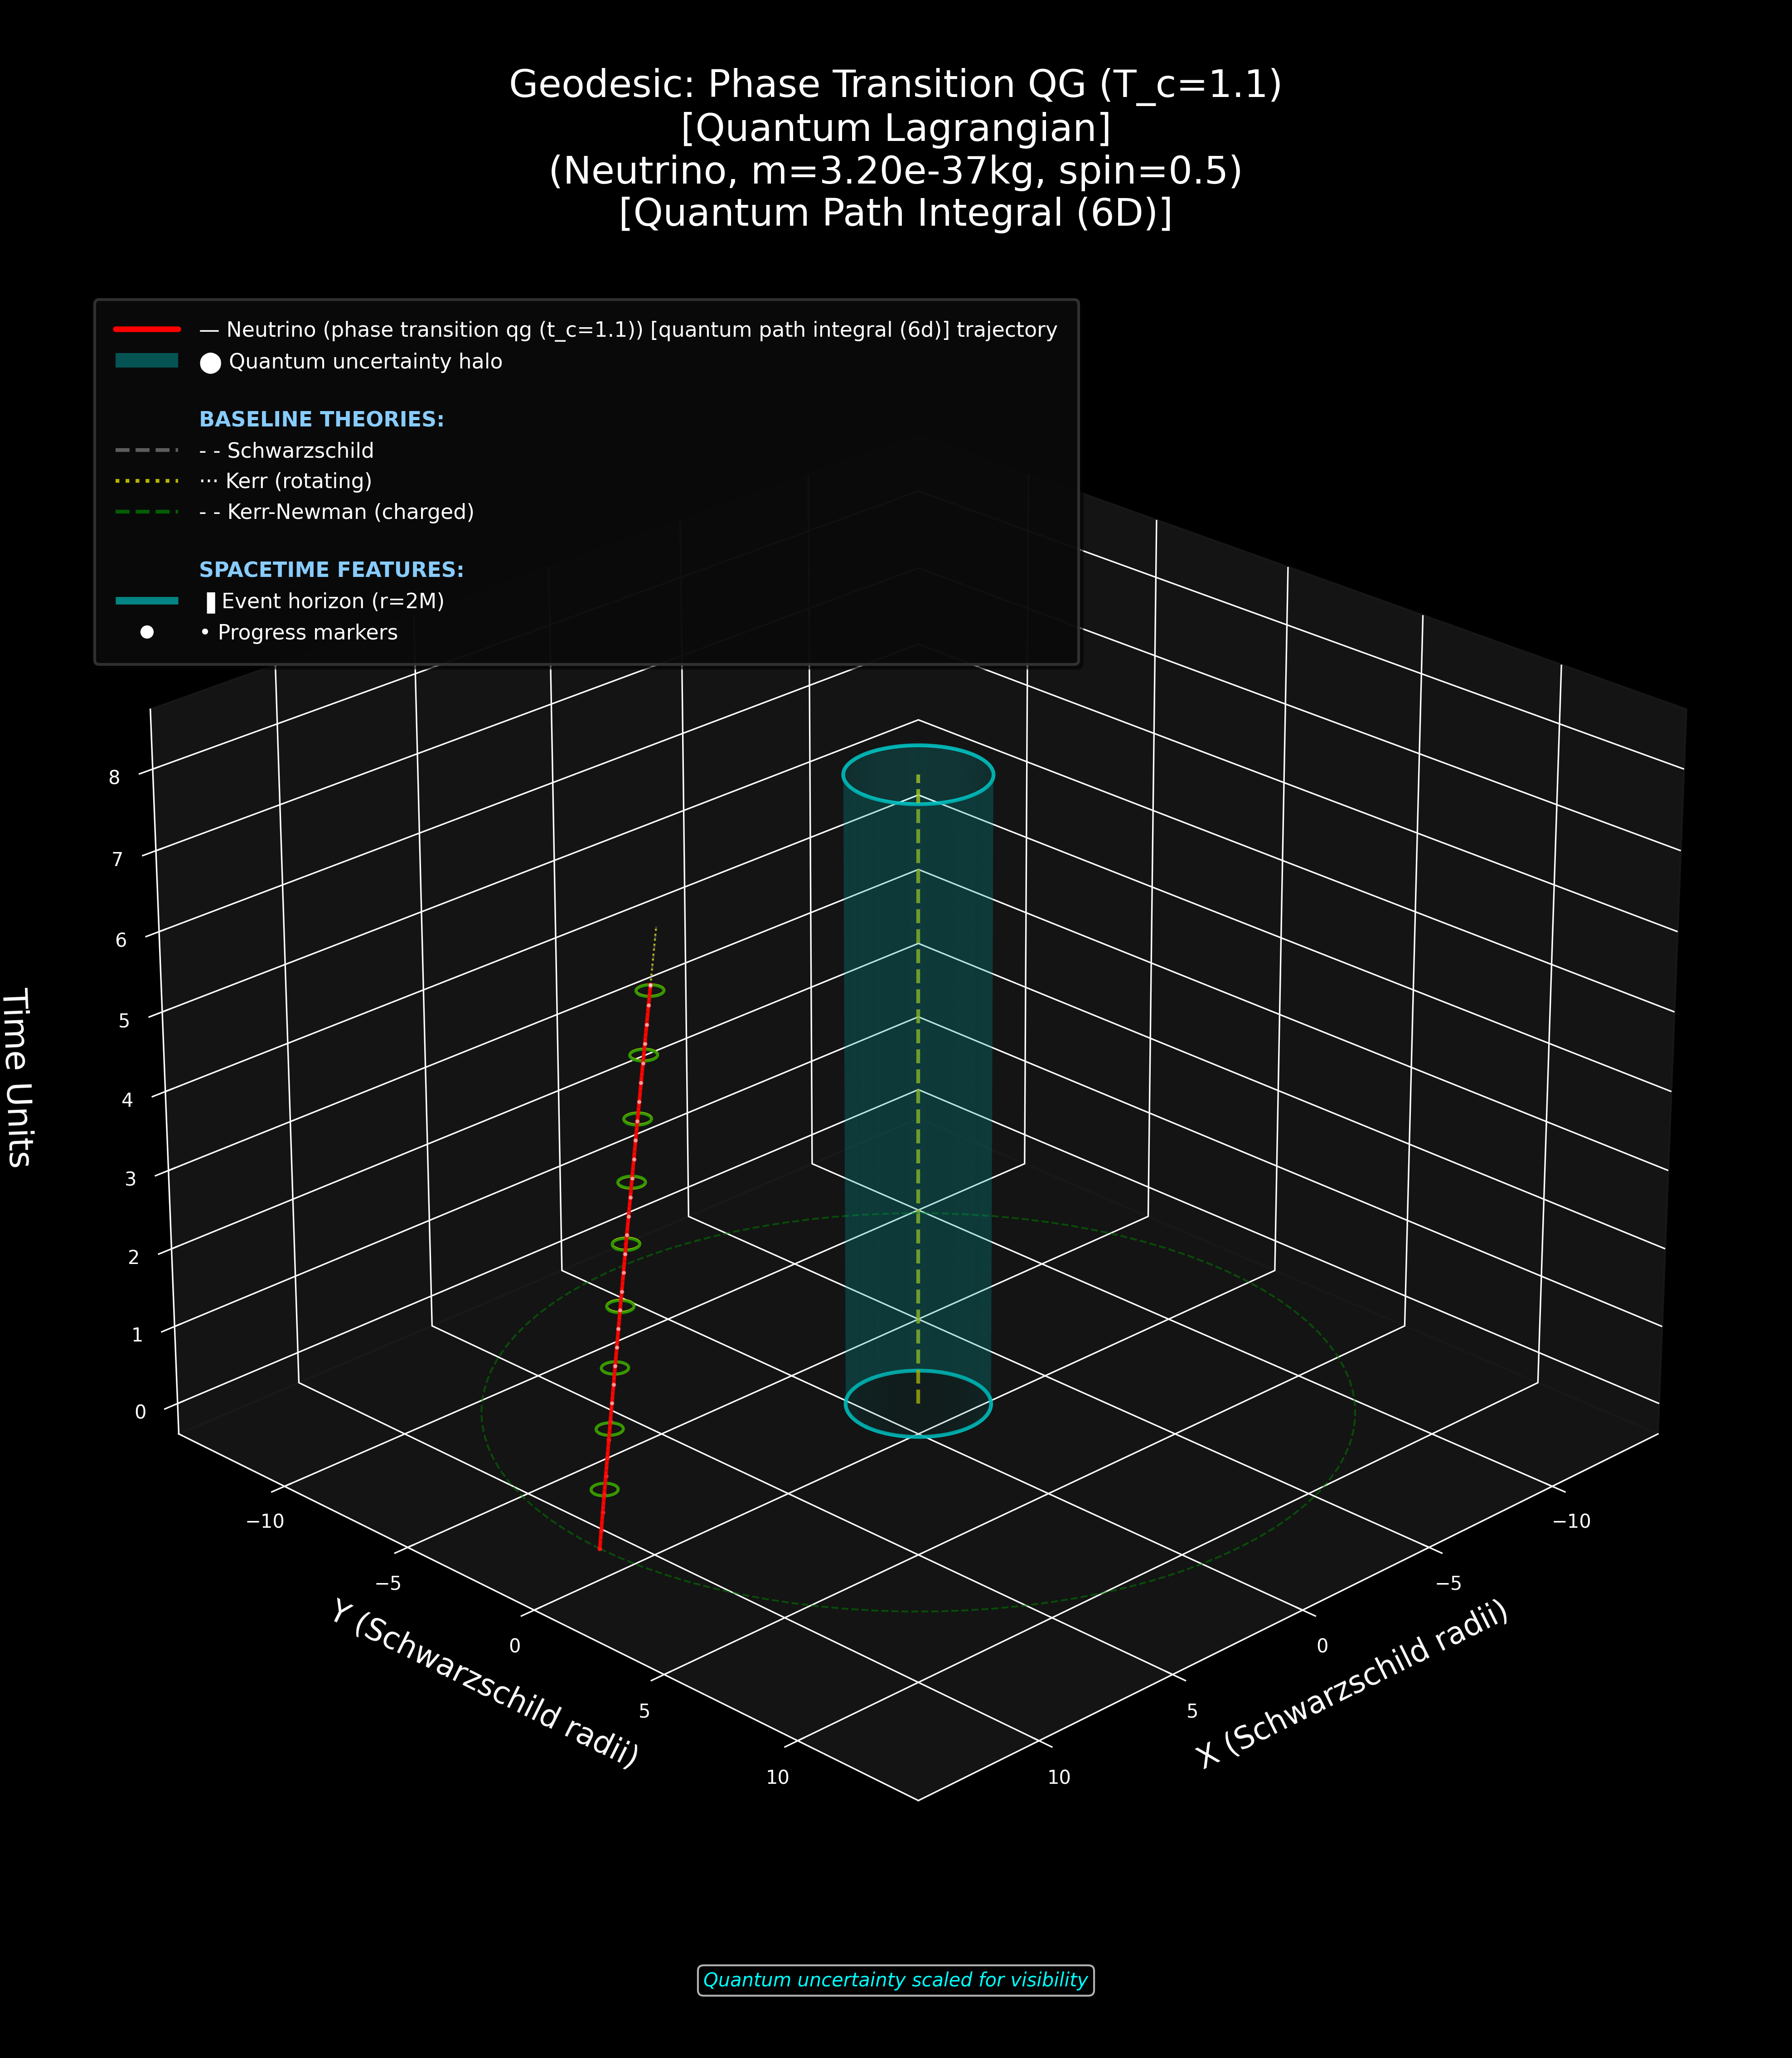 Geodesic: Phase Transition QG (T_c=1.1)
[Quantum Lagrangian]
(Neutrino, m=3.20e-37kg, spin=0.5)
[Quantum Path Integral (6D)]
— Neutrino (phase transition qg (t_c=1.1)) [quantum path integral (6d)] trajectory
⬤ Quantum uncertainty halo
BASELINE THEORIES:
- - Schwarzschild
··· Kerr (rotating)
- - Kerr-Newman (charged)
SPACETIME FEATURES:
▐ Event horizon (r=2M)
• Progress markers
8
7
6
5
4
3
2
1
0
Time Units
−10
−5
0
5
10
Y (Schwarzschild radii)
10
5
0
−5
−10
X (Schwarzschild radii)
Quantum uncertainty scaled for visibility